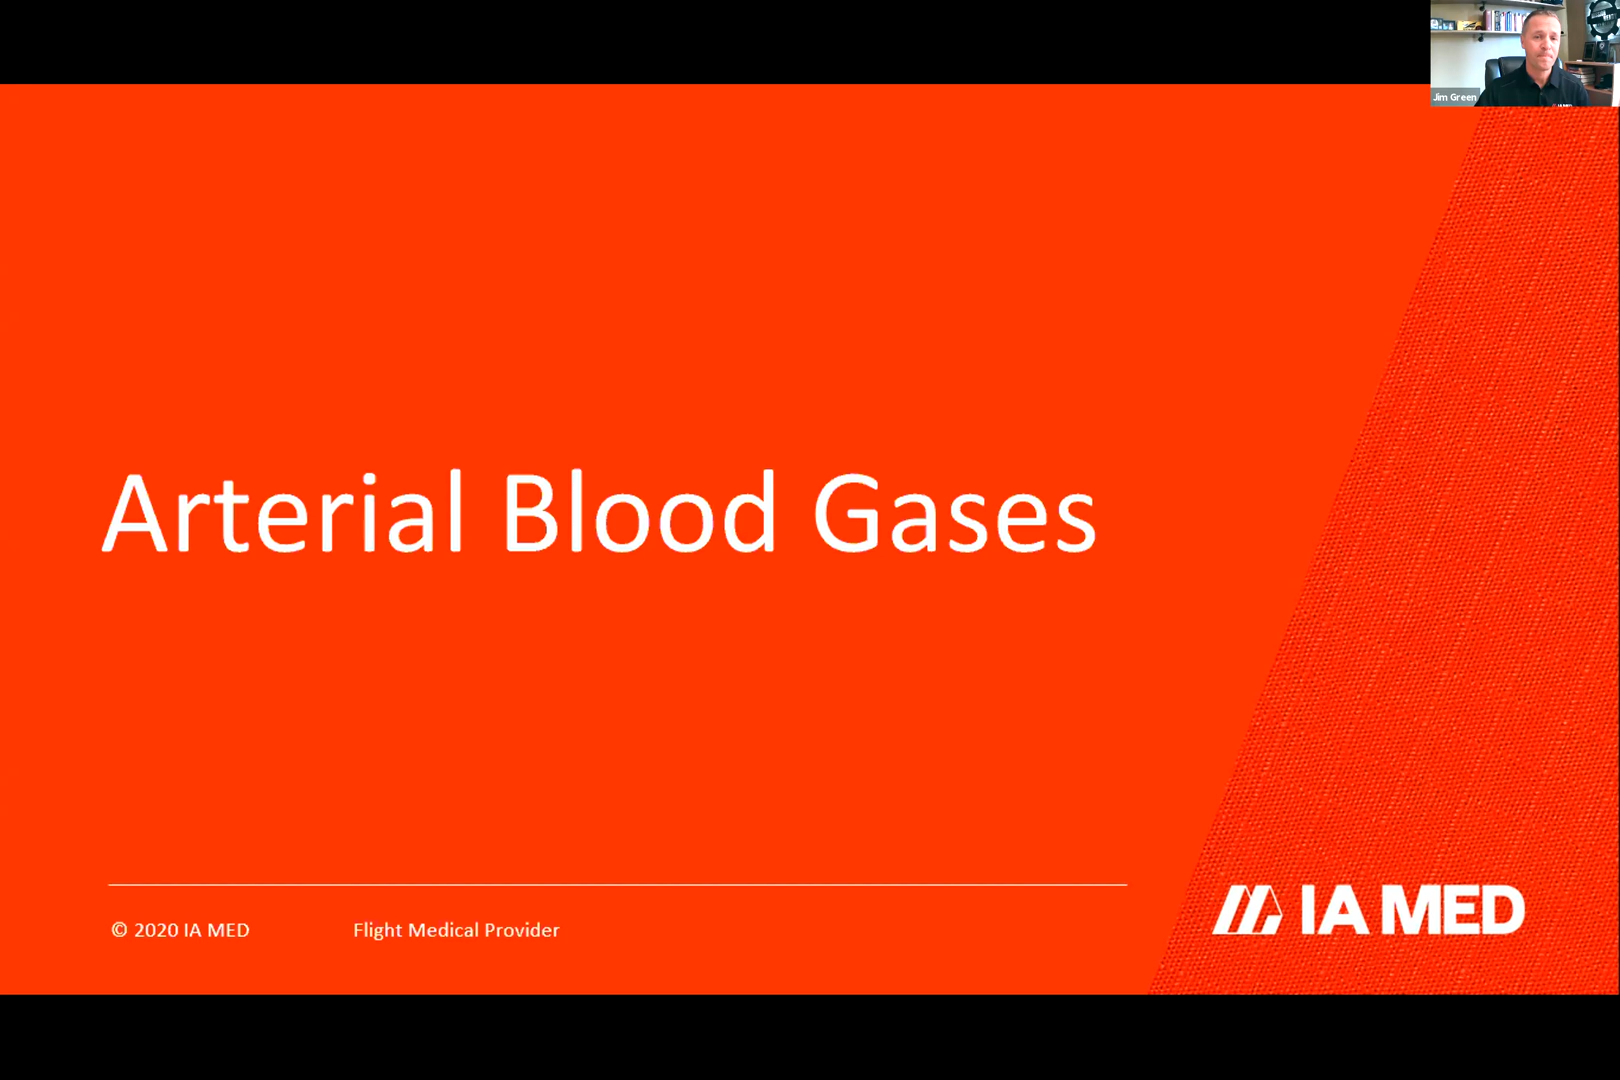 Jim Green
Arterial Blood Gases
© 2020 IA MED
Flight Medical Provider
IA MED